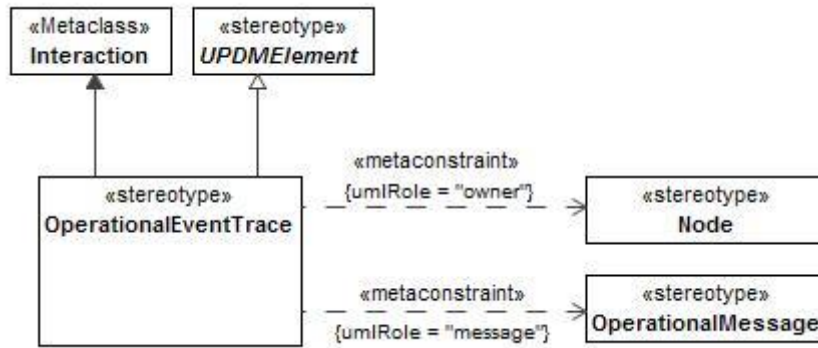 «Metaclass»
Interaction
«stereotype»
UPDMElement
«stereotype»
OperationalEventTrace
«metaconstraint»
{umlRole = "owner"}
«stereotype»
Node
«metaconstraint»
{umlRole = "message"}
«stereotype»
OperationalMessage